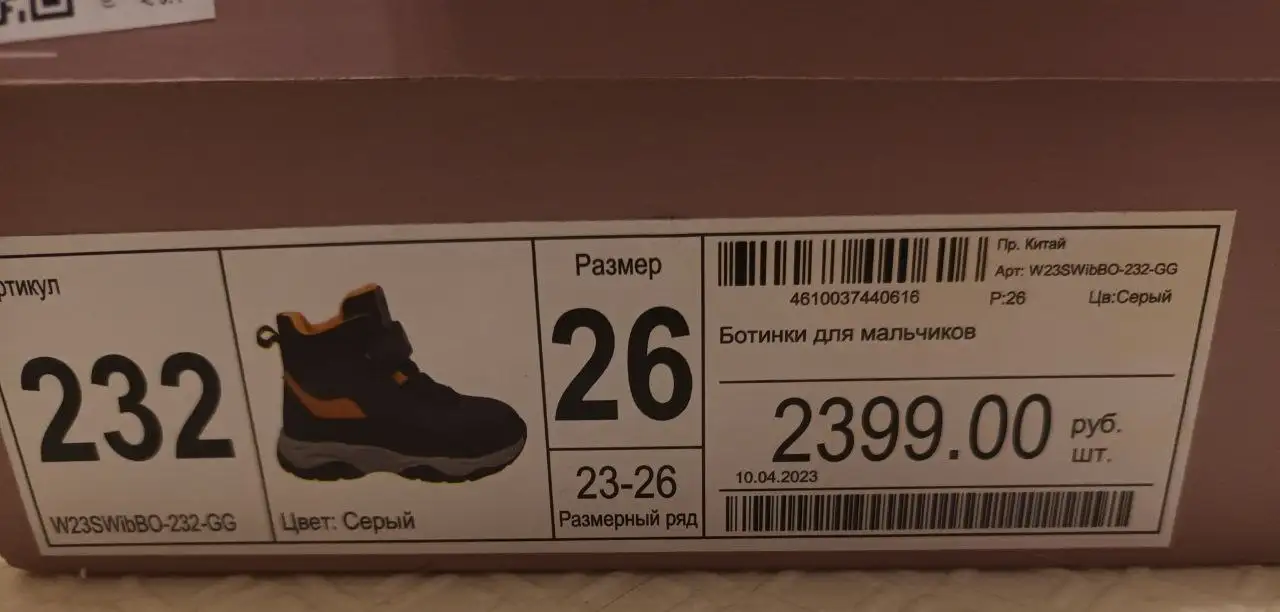 ртикул
232
W23SWibBO-232-GG
Цвет: Серый
Размер
26
23-26
Размерный ряд
4610037440616
Пр. Китай
Арт: W23SWibBO-232-GG
Р:26 Цв:Серый
Ботинки для мальчиков
2399.00 руб.
шт.
10.04.2023